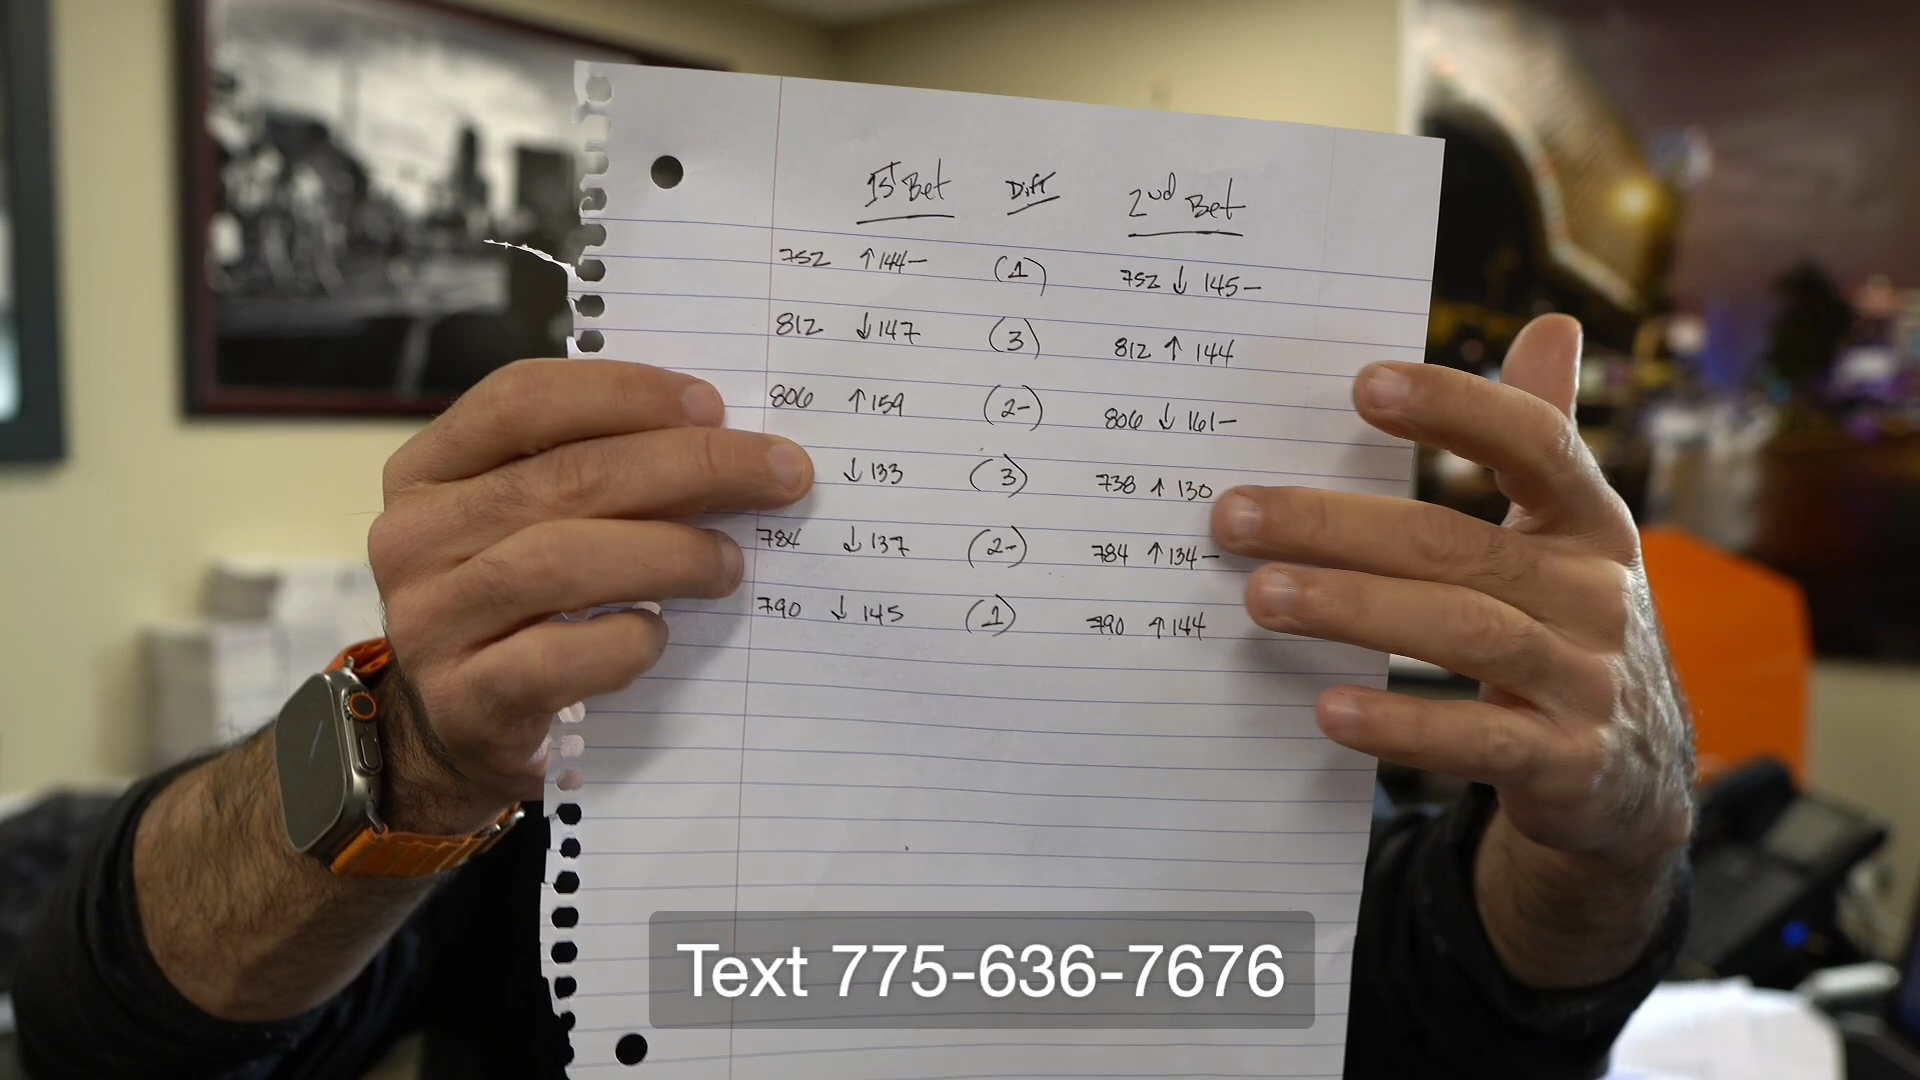 1st Bet Diff 2nd Bet
752 ↑144- (1) 752 ↓ 145-
812 ↓147 (3) 812 ↑ 144
806 ↑159 (2-) 806 ↓ 161-
↓133 (3) 738 ↑ 130
784 ↓137 (2-) 784 ↑134-
790 ↓ 145 (1) 790 ↑144
Text 775-636-7676